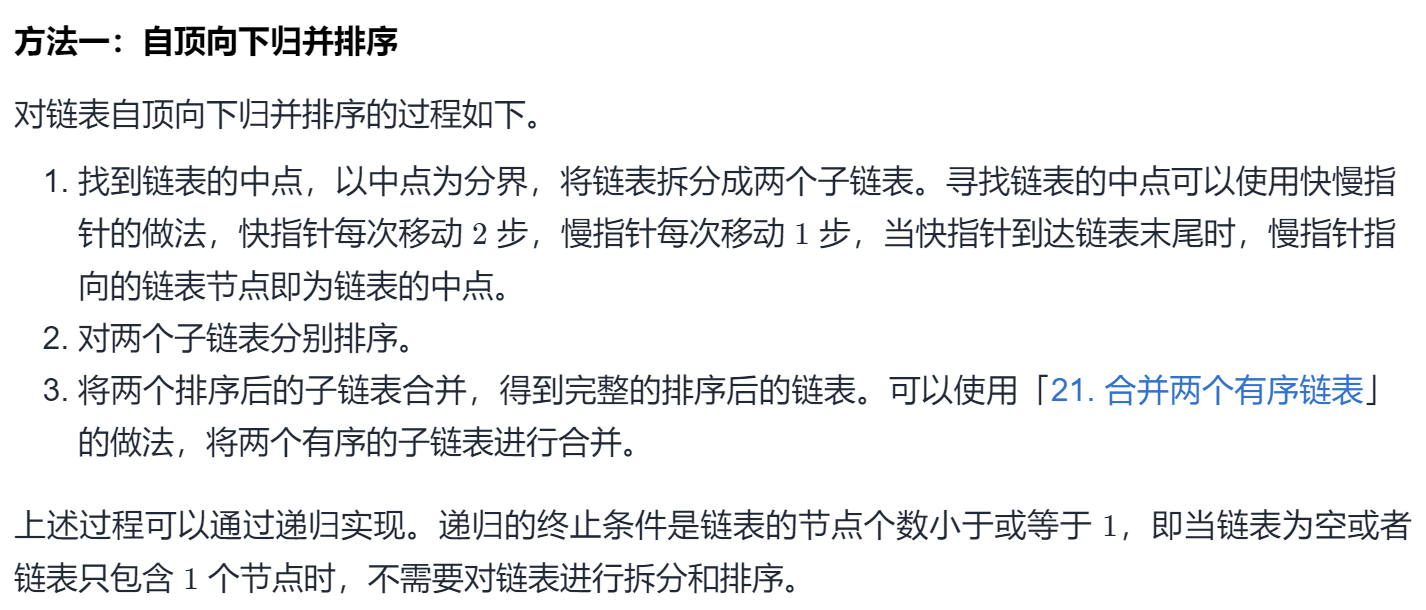 方法一：自顶向下归并排序
对链表自顶向下归并排序的过程如下。
1. 找到链表的中点，以中点为分界，将链表拆分成两个子链表。寻找链表的中点可以使用快慢指
针的做法，快指针每次移动 2 步，慢指针每次移动 1 步，当快指针到达链表末尾时，慢指针指
向的链表节点即为链表的中点。
2. 对两个子链表分别排序。
3. 将两个排序后的子链表合并，得到完整的排序后的链表。可以使用「21. 合并两个有序链表」
的做法，将两个有序的子链表进行合并。
上述过程可以通过递归实现。递归的终止条件是链表的节点个数小于或等于 1，即当链表为空或者
链表只包含 1 个节点时，不需要对链表进行拆分和排序。